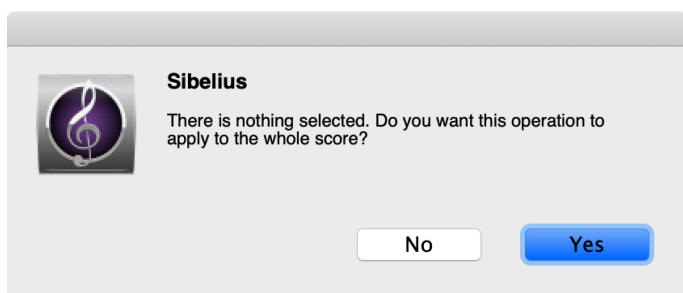 Sibelius
There is nothing selected. Do you want this operation to
apply to the whole score?
No
Yes